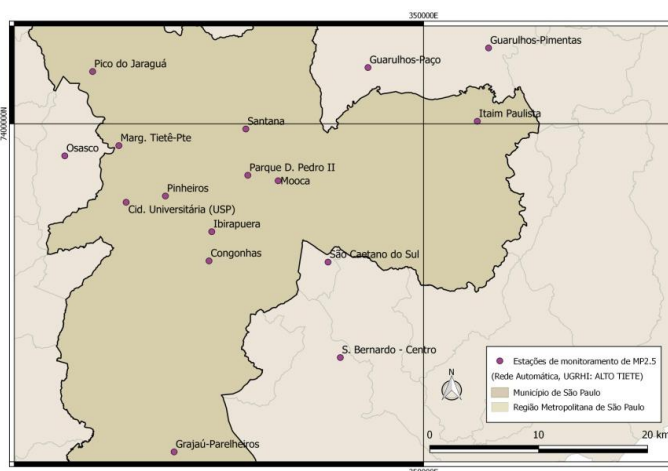 350000E
Guarulhos-Pimentas
Guarulhos-Paço
Pico do Jaraguá
7400000N
Itaim Paulista
Santana
Marg. Tietê-Pte
Osasco
Parque D. Pedro II
Mooca
Pinheiros
Cid. Universitária (USP)
Ibirapuera
Congonhas
São Caetano do Sul
S. Bernardo - Centro
Grajaú-Parelheiros
N
Estações de monitoramento de MP2.5
(Rede Automática, UGRHI: ALTO TIETE)
Município de São Paulo
Região Metropolitana de São Paulo
0 10 20 km